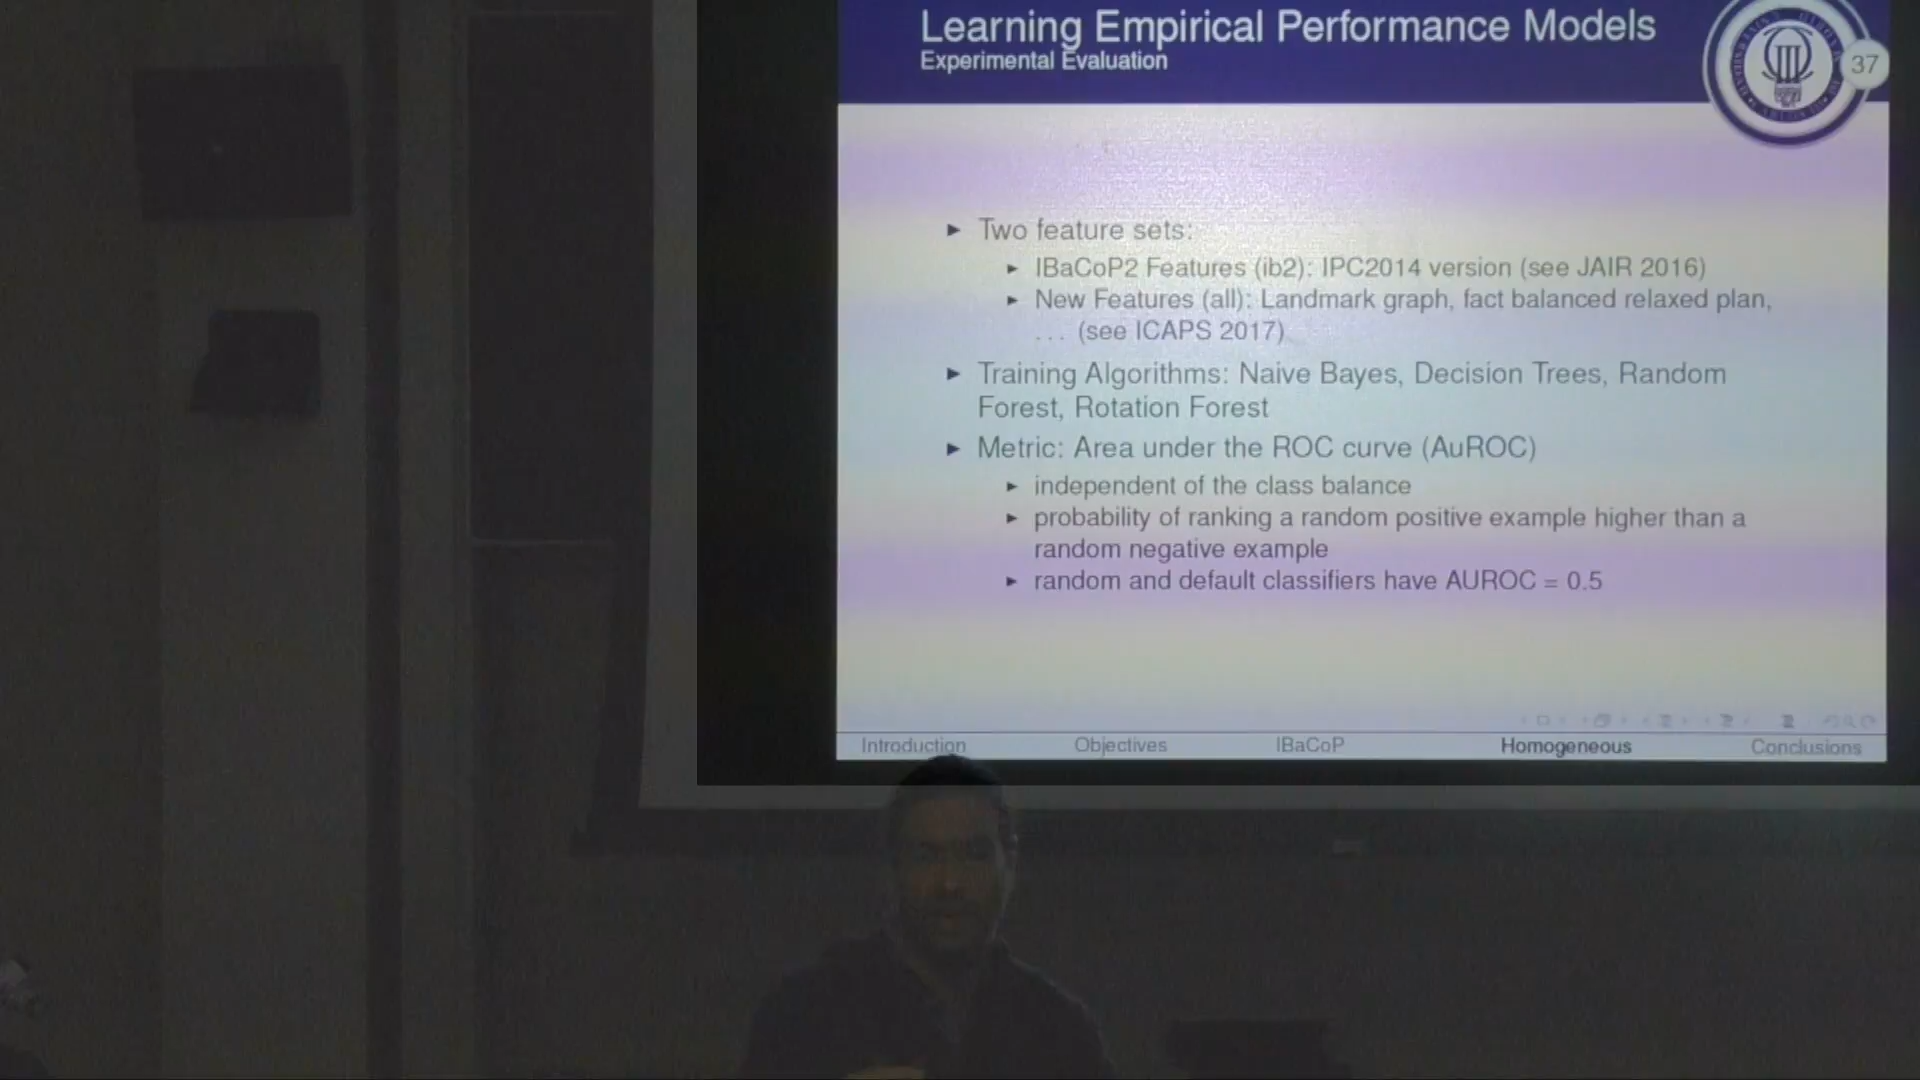 Learning Empirical Performance Models
Experimental Evaluation
37
► Two feature sets:
► IBaCoP2 Features (ib2): IPC2014 version (see JAIR 2016)
► New Features (all): Landmark graph, fact balanced relaxed plan,
... (see ICAPS 2017)
► Training Algorithms: Naive Bayes, Decision Trees, Random
Forest, Rotation Forest
► Metric: Area under the ROC curve (AuROC)
► independent of the class balance
► probability of ranking a random positive example higher than a
random negative example
► random and default classifiers have AUROC = 0.5
Introduction Objectives IBaCoP Homogeneous Conclusions